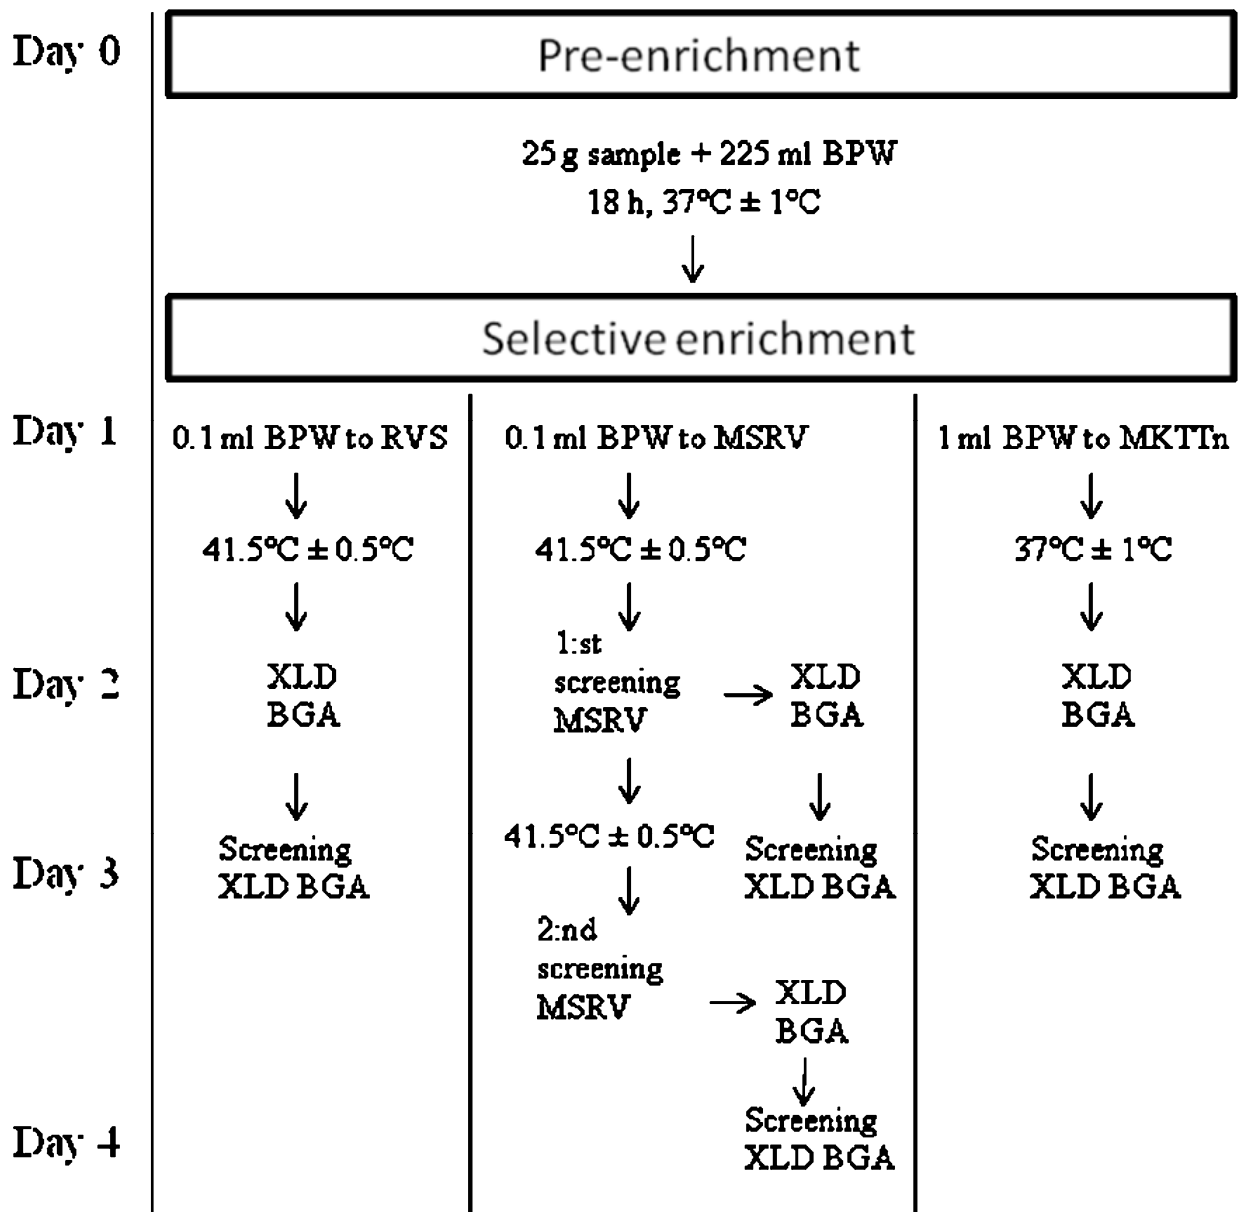 Day 0
Pre-enrichment
25 g sample + 225 ml BPW
18 h, 37°C ± 1°C
Selective enrichment
Day 1
0.1 ml BPW to RVS
0.1 ml BPW to MSRV
1 ml BPW to MKTTn
41.5°C ± 0.5°C
41.5°C ± 0.5°C
37°C ± 1°C
Day 2
XLD
BGA
1:st
screening
MSRV
XLD
BGA
XLD
BGA
41.5°C ± 0.5°C
Day 3
Screening
XLD BGA
Screening
XLD BGA
Screening
XLD BGA
2:nd
screening
MSRV
XLD
BGA
Day 4
Screening
XLD BGA